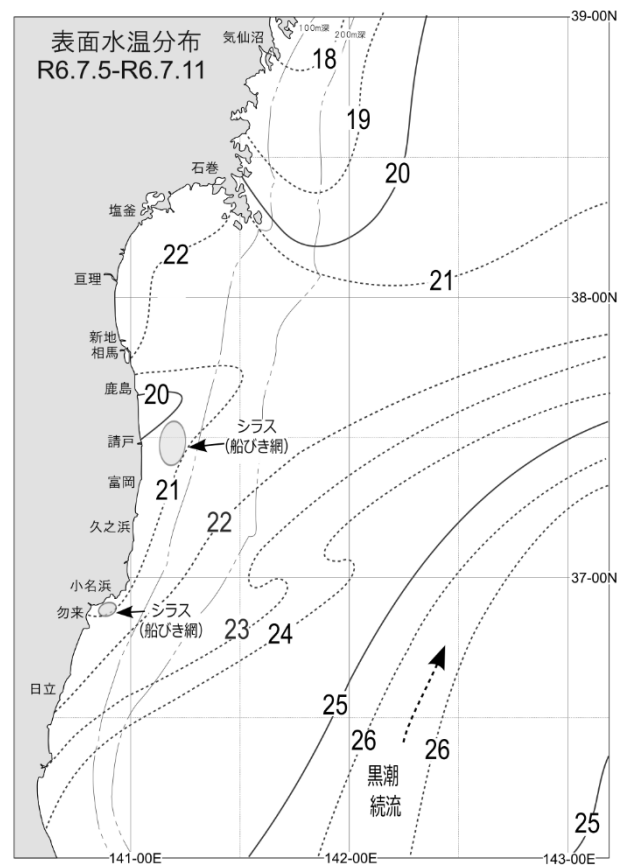 表面水温分布
R6.7.5-R6.7.11
39-00N
気仙沼
100m深
200m深
18
19
20
石巻
塩釜
22
21
亘理
38-00N
新地
相馬
鹿島
20
シラス
(船びき網)
請戸
富岡
21
22
久之浜
小名浜
37-00N
勿来
シラス
(船びき網)
23
24
日立
25
26
26
黒潮
続流
25
141-00E
142-00E
143-00E